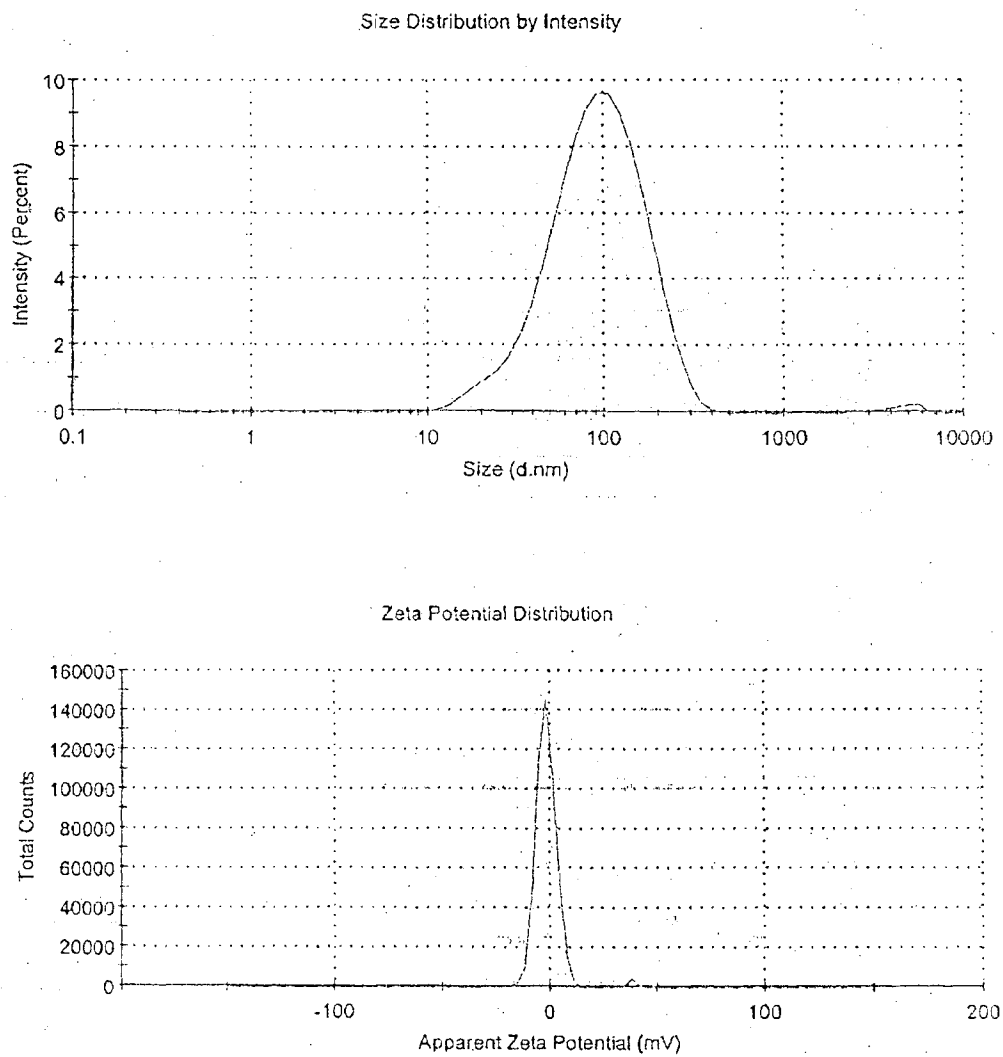 Size Distribution by Intensity
10
8
6
4
2
0
Intensity (Percent)
0.1 1 10 100 1000 10000
Size (d.nm)
Zeta Potential Distribution
160000
140000
120000
100000
80000
60000
40000
20000
0
Total Counts
-100 0 100 200
Apparent Zeta Potential (mV)